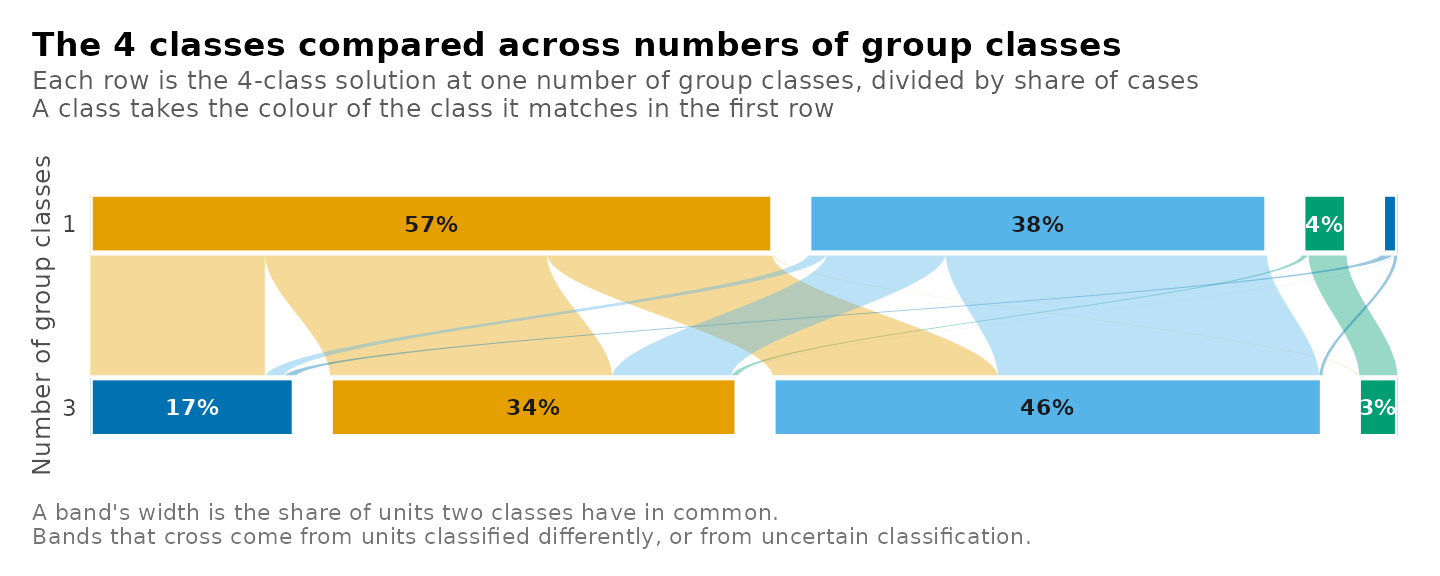 The 4 classes compared across numbers of group classes
Each row is the 4-class solution at one number of group classes, divided by share of cases
A class takes the colour of the class it matches in the first row
Number of group classes
1
57%
38%
4%
3
17%
34%
46%
3%
A band's width is the share of units two classes have in common.
Bands that cross come from units classified differently, or from uncertain classification.